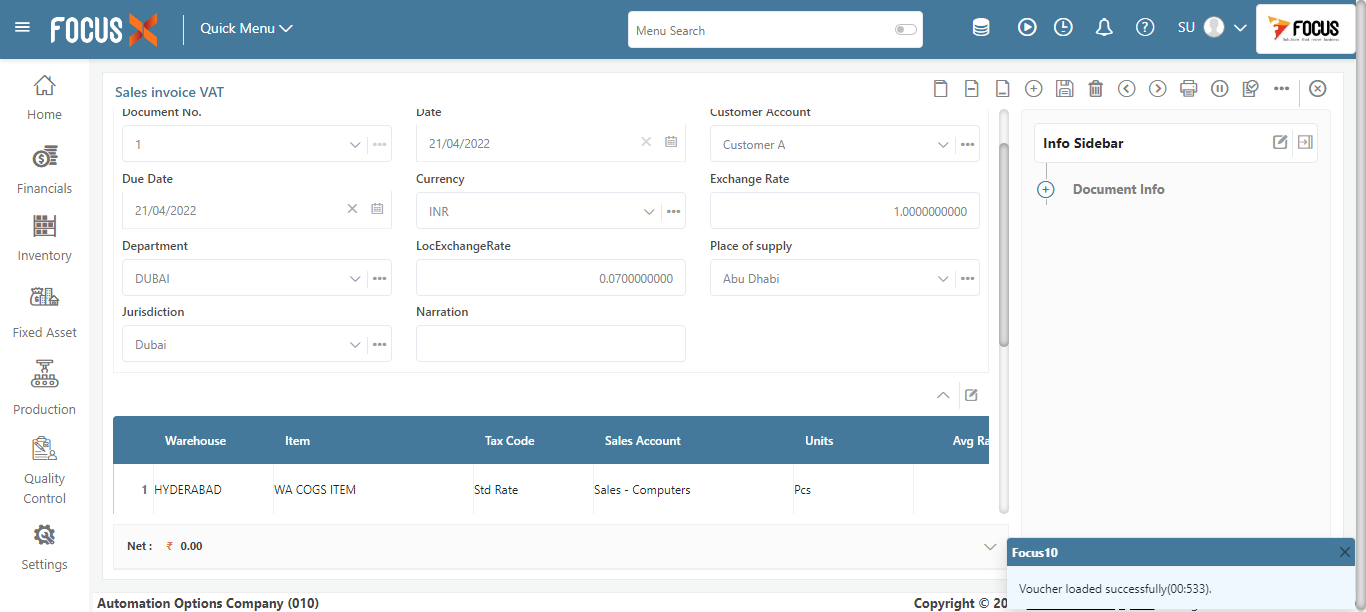 FOCUS X
Quick Menu
Menu Search
SU
FOCUS
Home
Financials
Inventory
Fixed Asset
Production
Quality
Control
Settings
Sales invoice VAT
Document No.
Date
Customer Account
1
21/04/2022
Customer A
Due Date
Currency
Exchange Rate
21/04/2022
INR
1.0000000000
Department
LocExchangeRate
Place of supply
DUBAI
0.0700000000
Abu Dhabi
Jurisdiction
Narration
Dubai
Warehouse Item Tax Code Sales Account Units Avg Ra
1 HYDERABAD WA COGS ITEM Std Rate Sales - Computers Pcs
Net : ₹ 0.00
Info Sidebar
Document Info
Focus10
Voucher loaded successfully(00:533).
Automation Options Company (010)
Copyright © 20